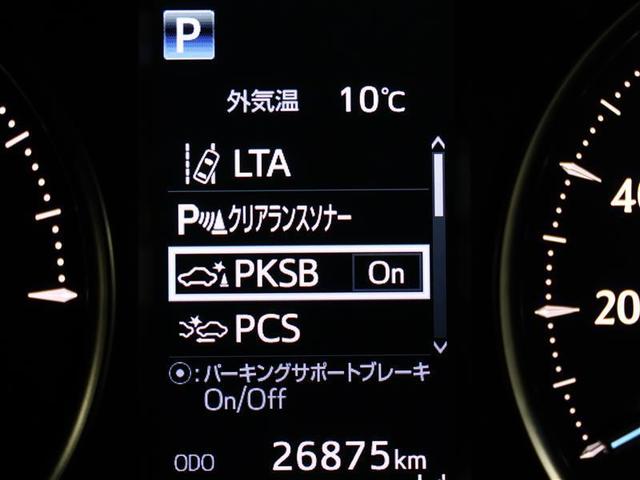 P
外気温 10℃
LTA
P クリアランスソナー
PKSB On
PCS
⦿:パーキングサポートブレーキ
On/Off
ODO 26875km
40
20